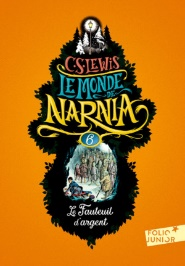 C·S·LEWIS
LE MONDE
DE
NARNIA
6
Le Fauteuil
d'argent
FOLIO
JUNIOR